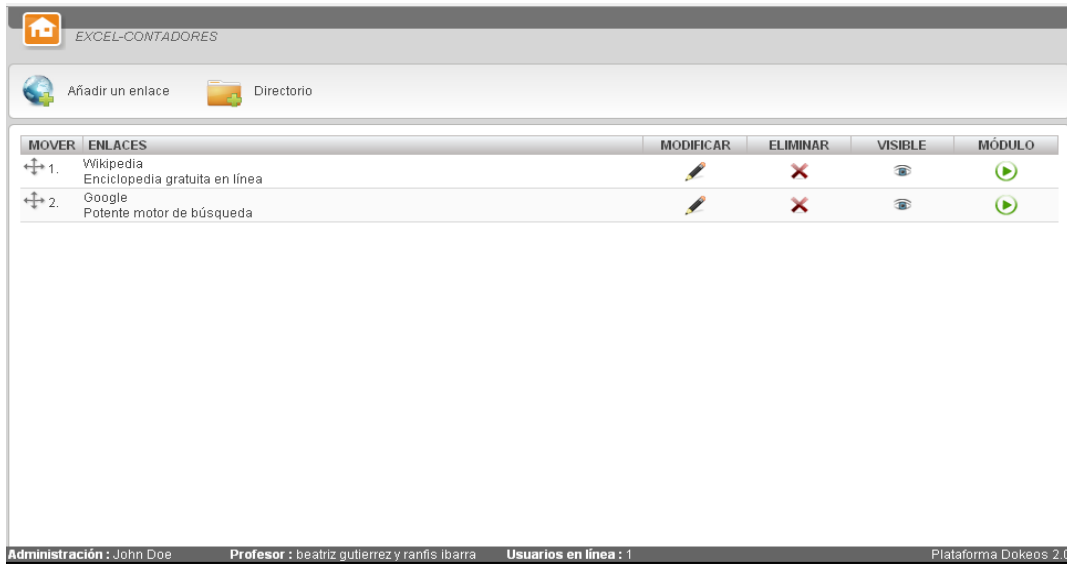 EXCEL-CONTADORES
Añadir un enlace Directorio
MOVER ENLACES MODIFICAR ELIMINAR VISIBLE MÓDULO
1. Wikipedia
Enciclopedia gratuita en línea
2. Google
Potente motor de búsqueda
Administración : John Doe Profesor : beatriz gutierrez y ranfis ibarra Usuarios en línea : 1 Plataforma Dokeos 2.0